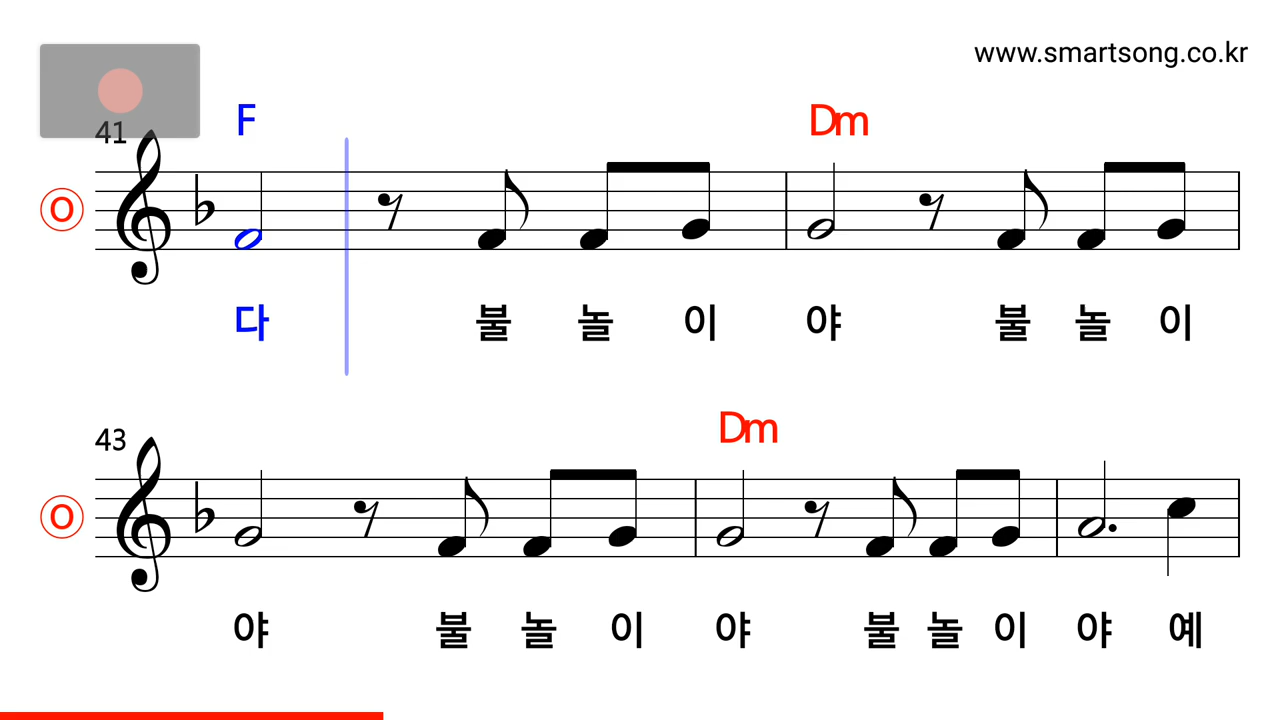 www.smartsong.co.kr
41 F Dm
O
다 불 놀 이 야 불 놀 이
43 Dm
O
야 불 놀 이 야 불 놀 이 야 예